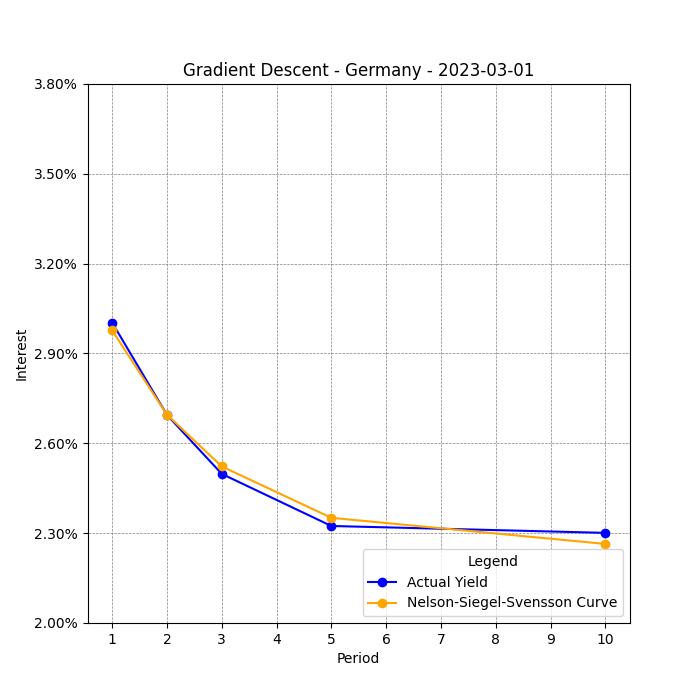 Gradient Descent - Germany - 2023-03-01
3.80%
3.50%
3.20%
2.90%
2.60%
2.30%
2.00%
Interest
Legend
Actual Yield
Nelson-Siegel-Svensson Curve
1 2 3 4 5 6 7 8 9 10
Period